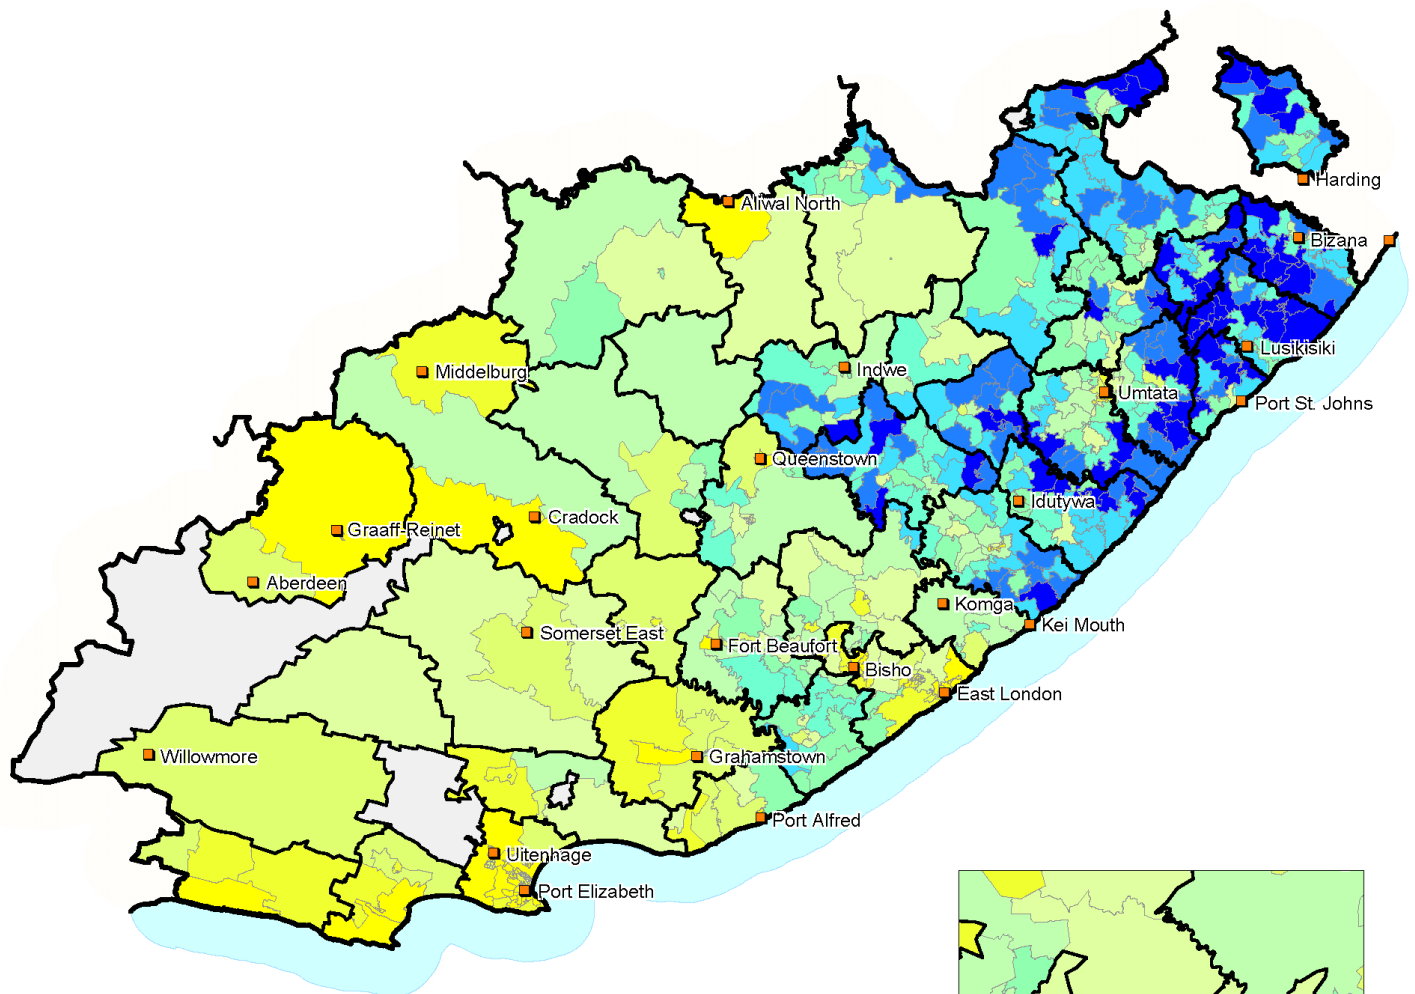 Harding
Aliwal North
Bizana
Lusikisiki
Middelburg
Indwe
Umtata
Port St. Johns
Queenstown
Idutywa
Cradock
Graaff-Reinet
Aberdeen
Komga
Kei Mouth
Somerset East
Fort Beaufort
Bisho
East London
Willowmore
Grahamstown
Port Alfred
Uitenhage
Port Elizabeth